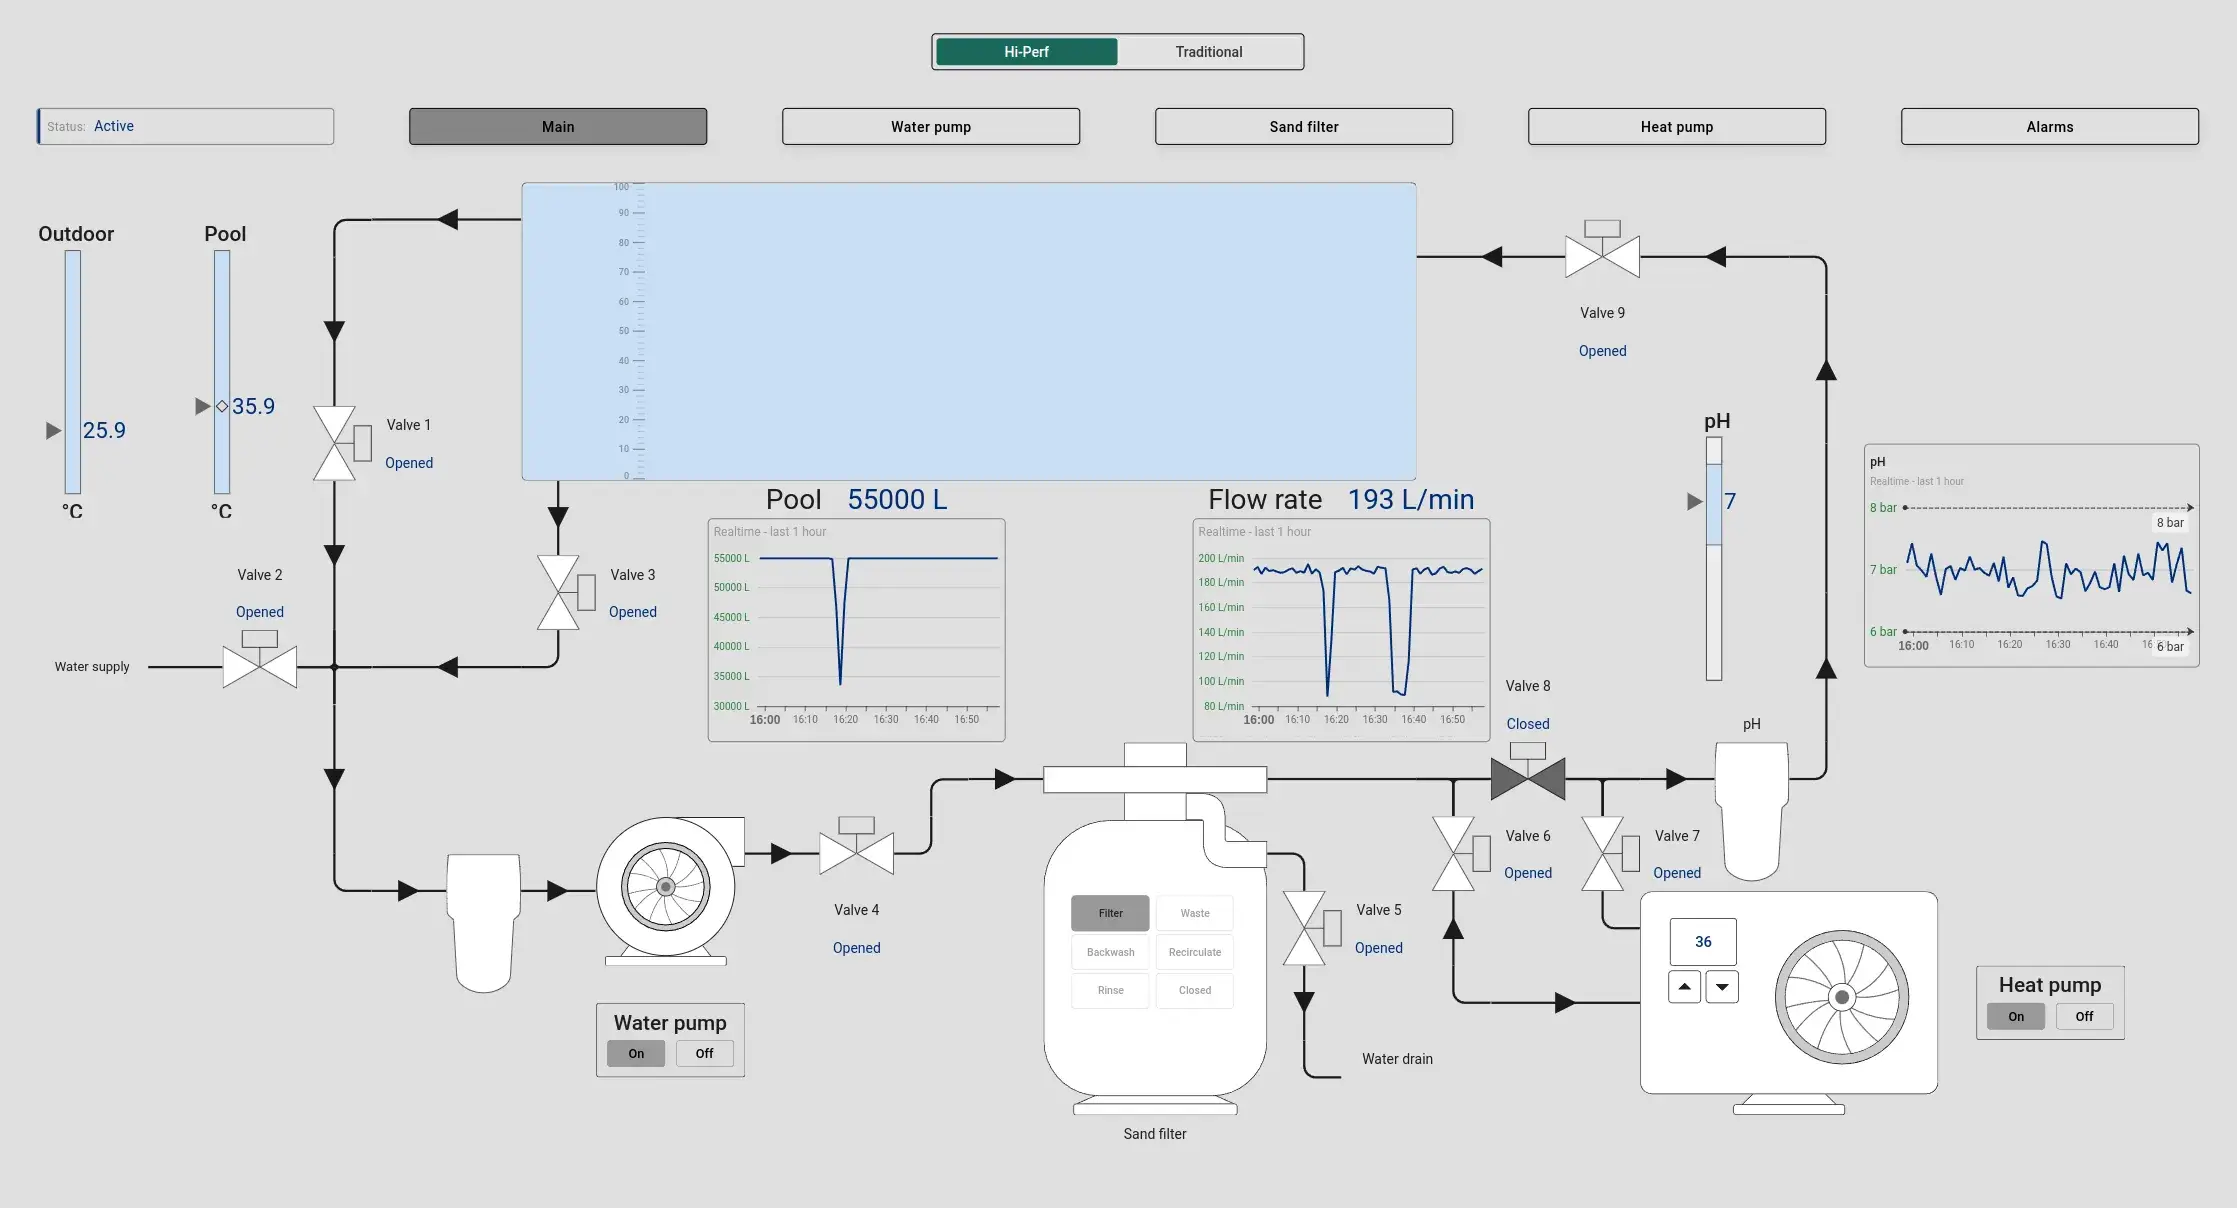 Hi-Perf Traditional
Status: Active
Main
Water pump
Sand filter
Heat pump
Alarms
Outdoor
25.9
°C
Pool
35.9
°C
100
90
80
70
60
50
40
30
20
10
0
Valve 1
Opened
Valve 2
Opened
Water supply
Valve 3
Opened
Pool 55000 L
Realtime - last 1 hour
55000 L
50000 L
45000 L
40000 L
35000 L
30000 L
16:00 16:10 16:20 16:30 16:40 16:50
Flow rate 193 L/min
Realtime - last 1 hour
200 L/min
180 L/min
160 L/min
140 L/min
120 L/min
100 L/min
80 L/min
16:00 16:10 16:20 16:30 16:40 16:50
Valve 9
Opened
pH
7
pH
Realtime - last 1 hour
8 bar
8 bar
7 bar
6 bar
16:00 16:10 16:20 16:30 16:40
6 bar
Valve 8
Closed
pH
Valve 6
Opened
Valve 7
Opened
Valve 4
Opened
Filter Waste
Backwash Recirculate
Rinse Closed
Sand filter
Valve 5
Opened
Water drain
36
Water pump
On Off
Heat pump
On Off